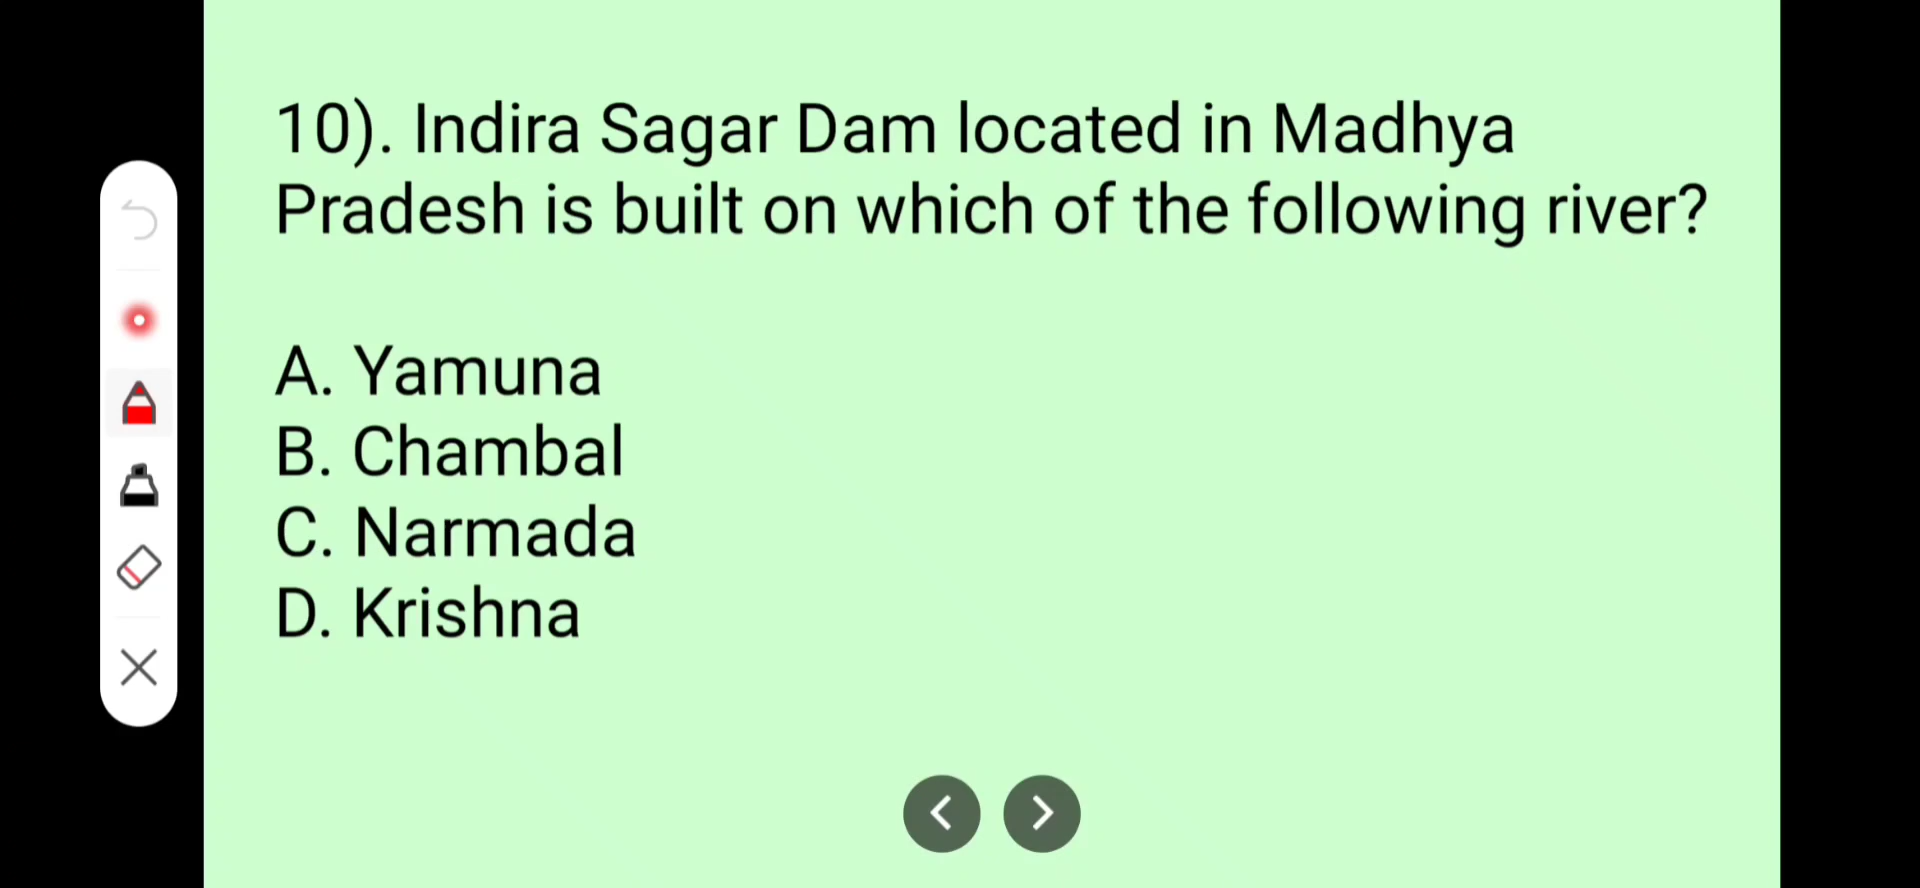 10). Indira Sagar Dam located in Madhya
Pradesh is built on which of the following river?
A. Yamuna
B. Chambal
C. Narmada
D. Krishna